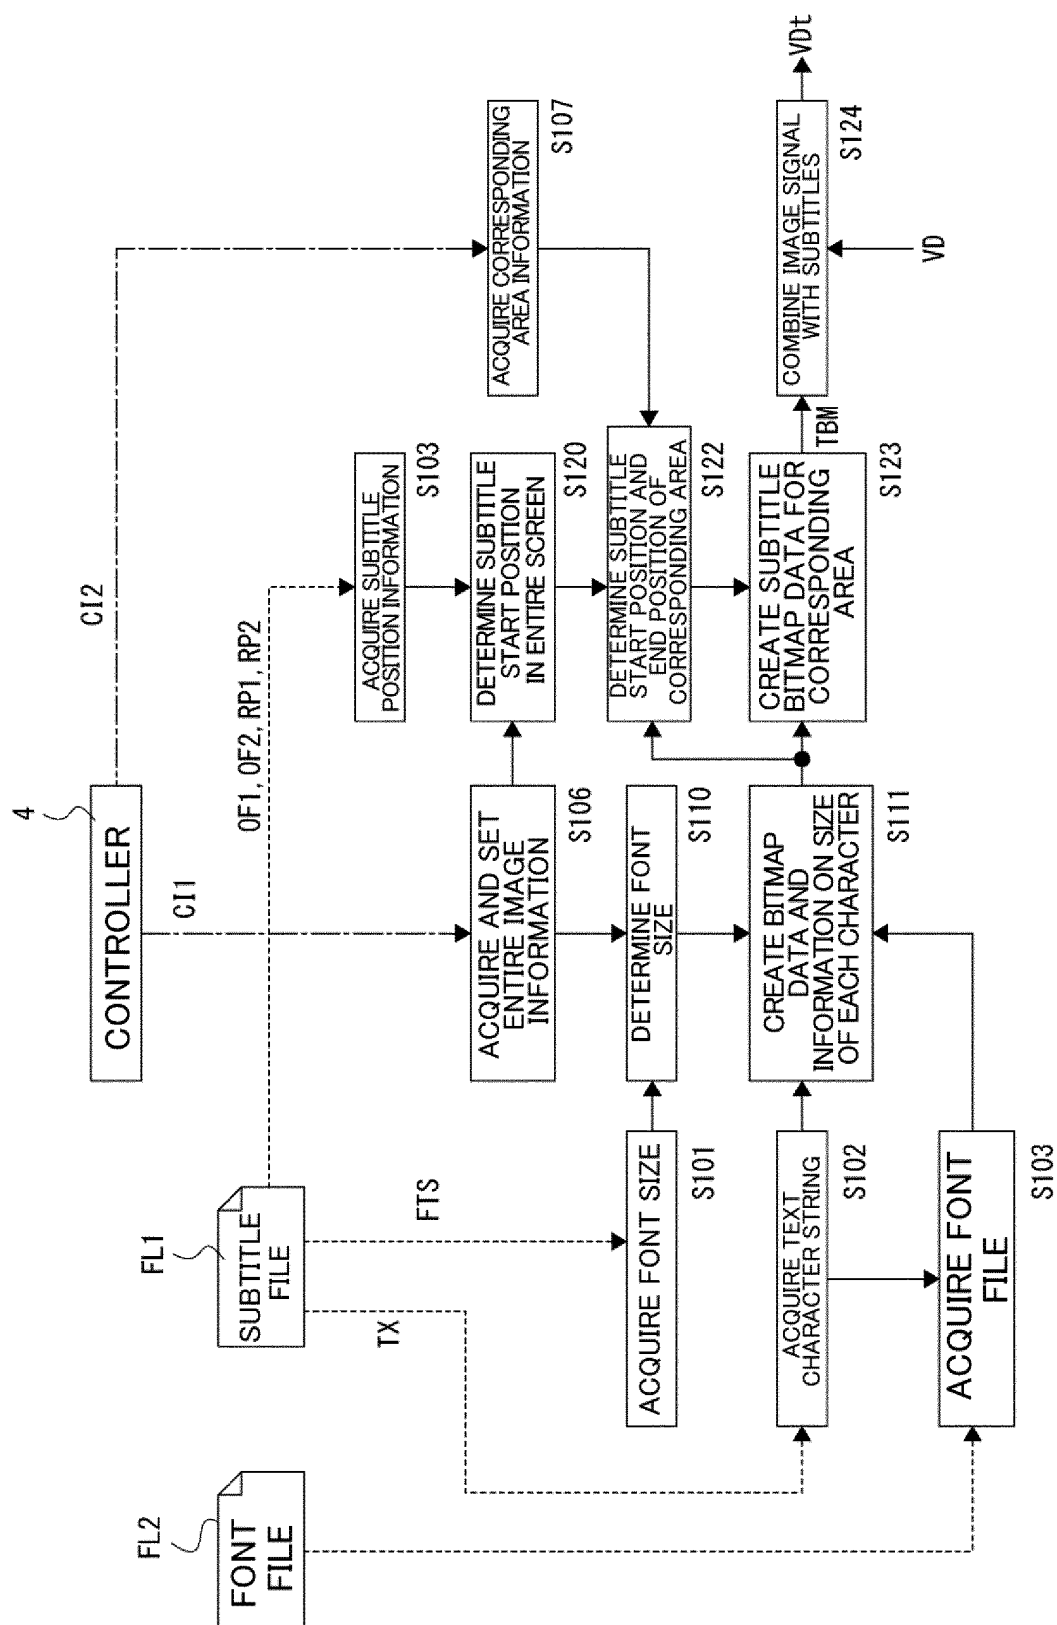 FL2
FONT
FILE
FL1
SUBTITLE
FILE
TX
FTS
OF1, OF2, RP1, RP2
4
CONTROLLER
CI1
CI2
ACQUIRE FONT SIZE
S101
ACQUIRE TEXT
CHARACTER STRING
S102
ACQUIRE FONT
FILE
S103
ACQUIRE AND SET
ENTIRE IMAGE
INFORMATION
S106
DETERMINE FONT
SIZE
S110
CREATE BITMAP
DATA AND
INFORMATION ON SIZE
OF EACH CHARACTER
S111
ACQUIRE SUBTITLE
POSITION INFORMATION
S103
DETERMINE SUBTITLE
START POSITION
IN ENTIRE SCREEN
S120
DETERMINE SUBTITLE
START POSITION AND
END POSITION OF
CORRESPONDING AREA
S122
CREATE SUBTITLE
BITMAP DATA FOR
CORRESPONDING
AREA
S123
TBM
ACQUIRE CORRESPONDING
AREA INFORMATION
S107
COMBINE IMAGE SIGNAL
WITH SUBTITLES
S124
VD
VDt